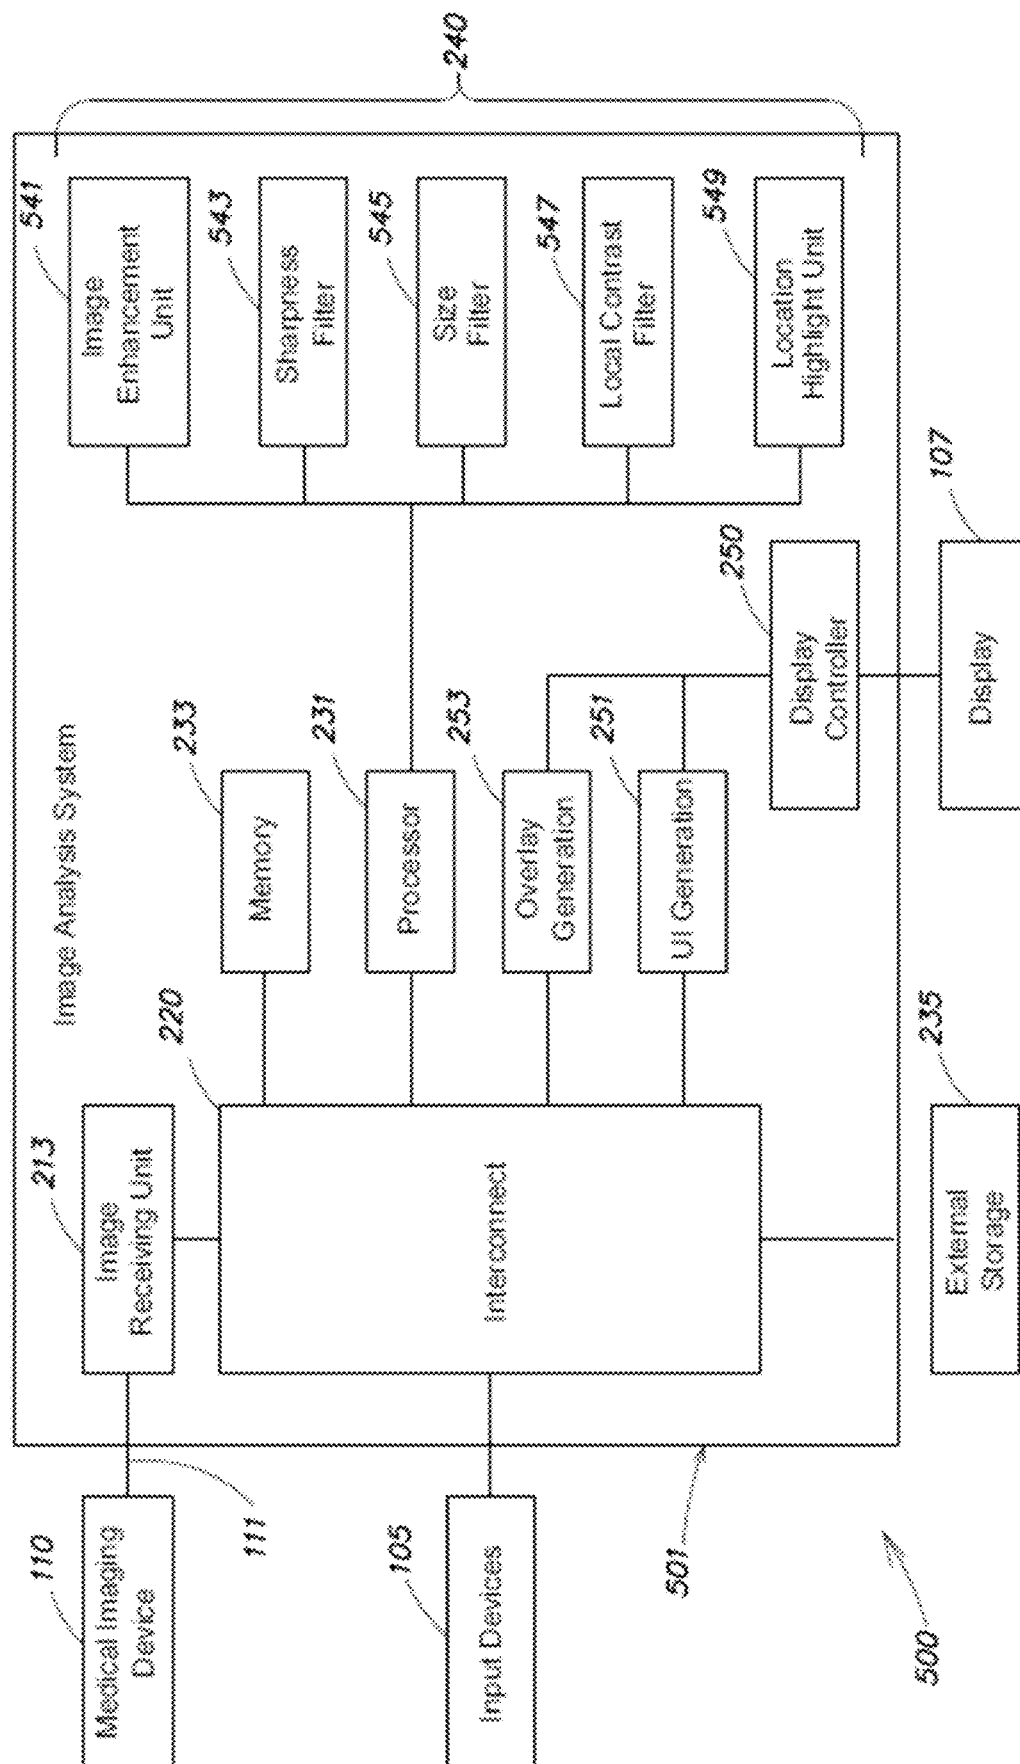 Image Analysis System
110
Medical Imaging
Device
111
105
Input Devices
213
Image
Receiving Unit
220
Interconnect
233
Memory
231
Processor
253
Overlay
Generation
251
UI Generation
541
Image
Enhancement
Unit
543
Sharpness
Filter
545
Size
Filter
547
Local Contrast
Filter
549
Location
Highlight Unit
240
250
Display
Controller
107
Display
235
External
Storage
501
500